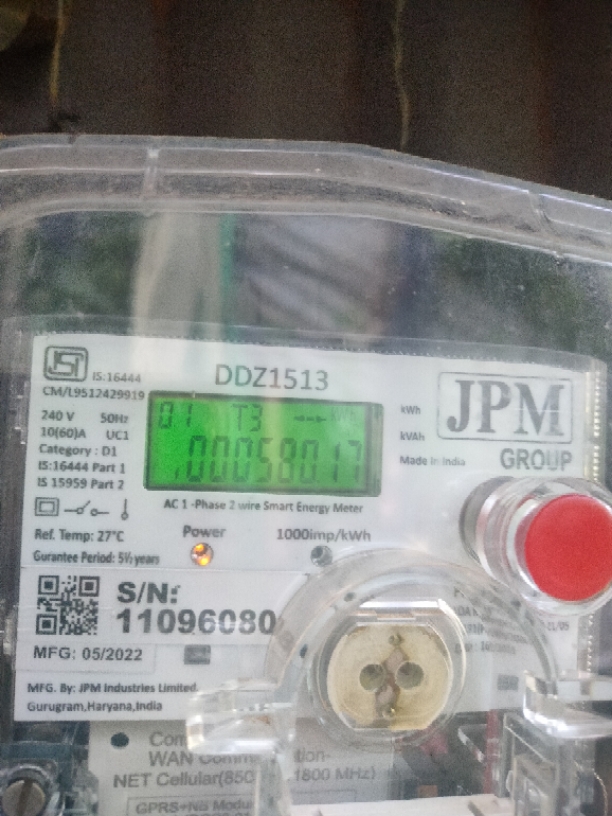 DDZ1513
IS:16444
CM/L9512429919
240 V 50Hz
10(60)A UC1
Category : D1
IS:16444 Part 1
IS 15959 Part 2
01 T3 kWh
00058017
kWh
kVAh
Made in India
JPM
GROUP
AC 1 -Phase 2 wire Smart Energy Meter
Ref. Temp: 27°C
Gurantee Period: 5½ years
Power
1000imp/kWh
S/N:
11096080
MFG: 05/2022
MFG. By: JPM Industries Limited
Gurugram,Haryana,India
WAN
NET Cellular(850
1800 MHz)